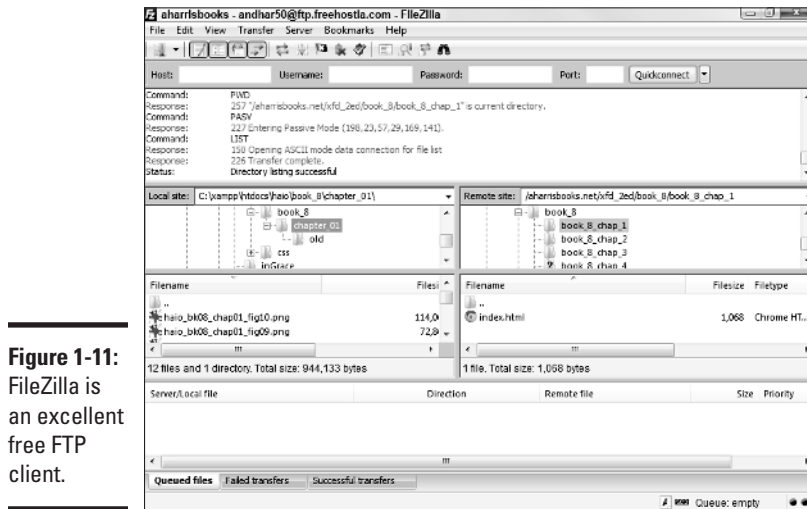 aharrisbooks - andhar50@ftp.freehostia.com - FileZilla
File Edit View Transfer Server Bookmarks Help
Host: Username: Password: Port: Quickconnect
Command: PWD
Response: 257 "/aharrisbooks.net/xfd_2ed/book_8/book_8_chap_1" is current directory.
Command: PASV
Response: 227 Entering Passive Mode (198,23,57,29,169,141).
Command: LIST
Response: 150 Opening ASCII mode data connection for file list
Response: 226 Transfer complete.
Status: Directory listing successful
Local site: C:\xampp\htdocs\haio\book_8\chapter_01\
Remote site: /aharrisbooks.net/xfd_2ed/book_8/book_8_chap_1
book_8
chapter_01
old
css
inGrace
book_8
book_8_chap_1
book_8_chap_2
book_8_chap_3
book_8_chap_4
Filename Filesi
..
haio_bk08_chap01_fig10.png 114,0
haio_bk08_chap01_fig09.png 72,8
12 files and 1 directory. Total size: 944,133 bytes
Filename Filesize Filetype
..
index.html 1,068 Chrome HT...
1 file. Total size: 1,068 bytes
Server/Local file Direction Remote file Size Priority
Queued files Failed transfers Successful transfers
Queue: empty
Figure 1-11:
FileZilla is
an excellent
free FTP
client.